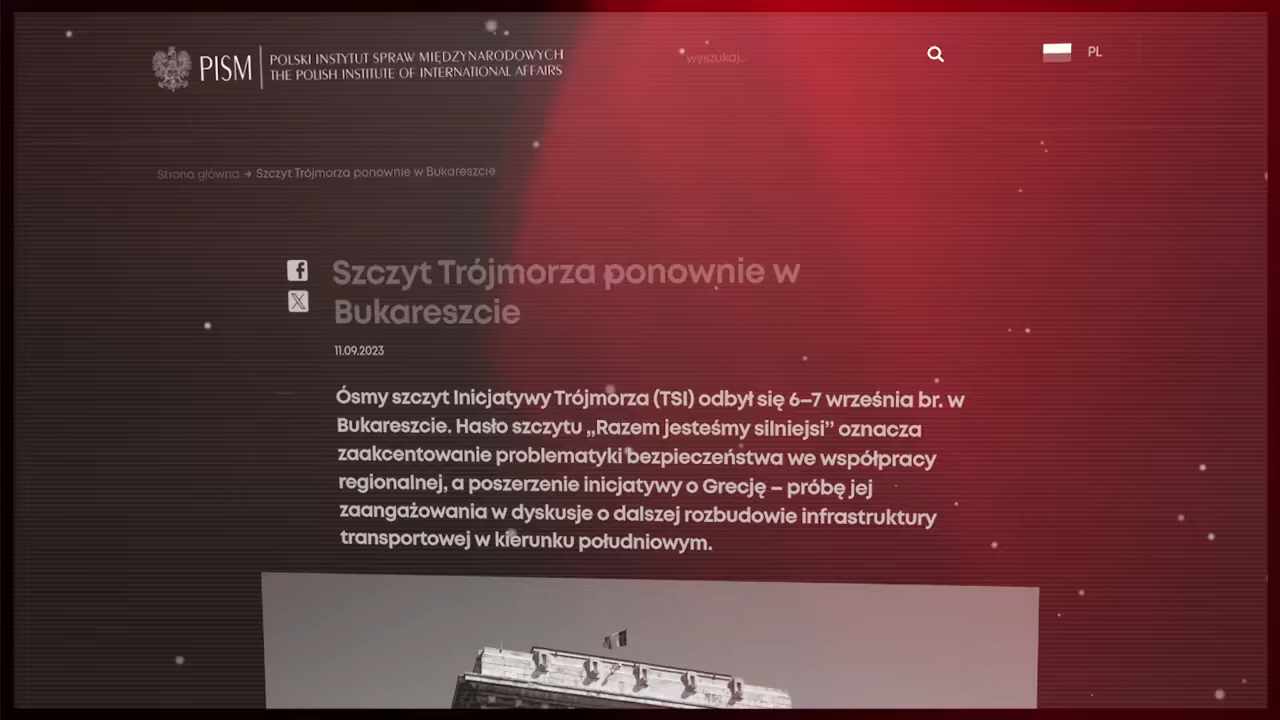 PISM
POLSKI INSTYTUT SPRAW MIĘDZYNARODOWYCH
THE POLISH INSTITUTE OF INTERNATIONAL AFFAIRS
wyszukaj...
PL
Strona główna → Szczyt Trójmorza ponownie w Bukareszcie
Szczyt Trójmorza ponownie w
Bukareszcie
11.09.2023
Ósmy szczyt Inicjatywy Trójmorza (TSI) odbył się 6–7 września br. w
Bukareszcie. Hasło szczytu „Razem jesteśmy silniejsi” oznacza
zaakcentowanie problematyki bezpieczeństwa we współpracy
regionalnej, a poszerzenie inicjatywy o Grecję – próbę jej
zaangażowania w dyskusje o dalszej rozbudowie infrastruktury
transportowej w kierunku południowym.